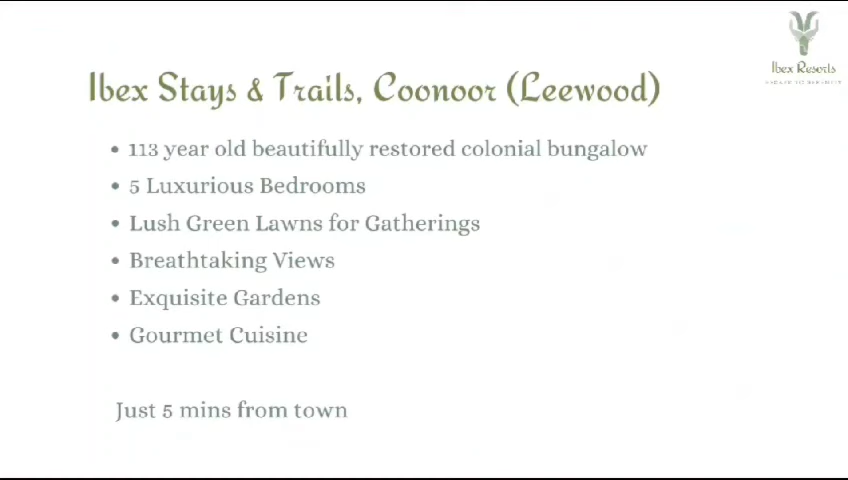 Ibex Resorts
Ibex Stays & Trails, Coonoor (Leewood)
• 113 year old beautifully restored colonial bungalow
• 5 Luxurious Bedrooms
• Lush Green Lawns for Gatherings
• Breathtaking Views
• Exquisite Gardens
• Gourmet Cuisine
Just 5 mins from town